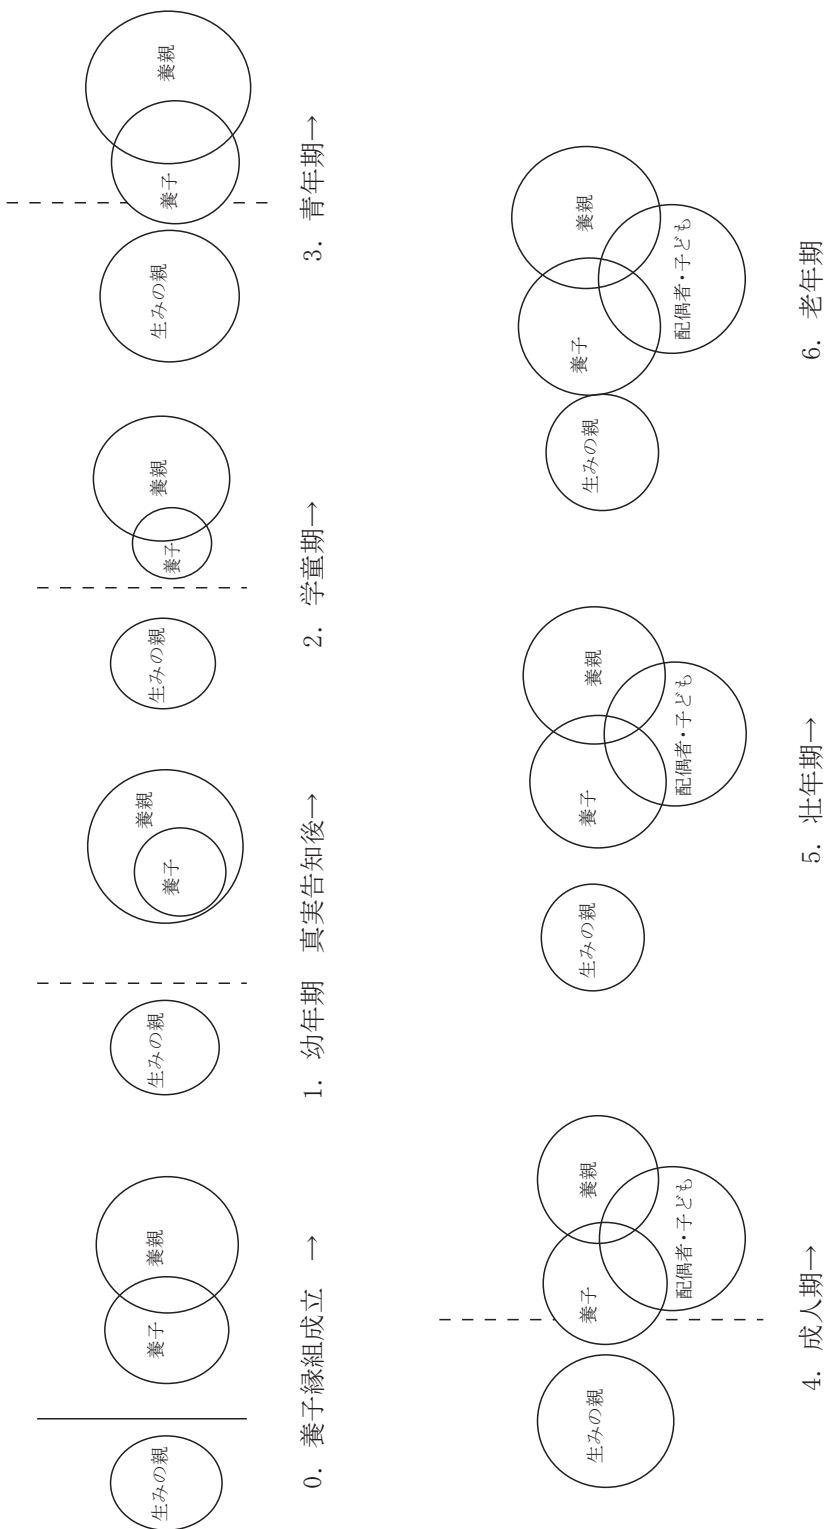 生みの親
養子
養親
0．養子縁組成立　→
生みの親
養子
養親
1．幼年期　真実告知後→
生みの親
養子
養親
2．学童期→
生みの親
養子
養親
3．青年期→
生みの親
養子
養親
配偶者・子ども
4．成人期→
生みの親
養子
養親
配偶者・子ども
5．壮年期→
生みの親
養子
養親
配偶者・子ども
6．老年期